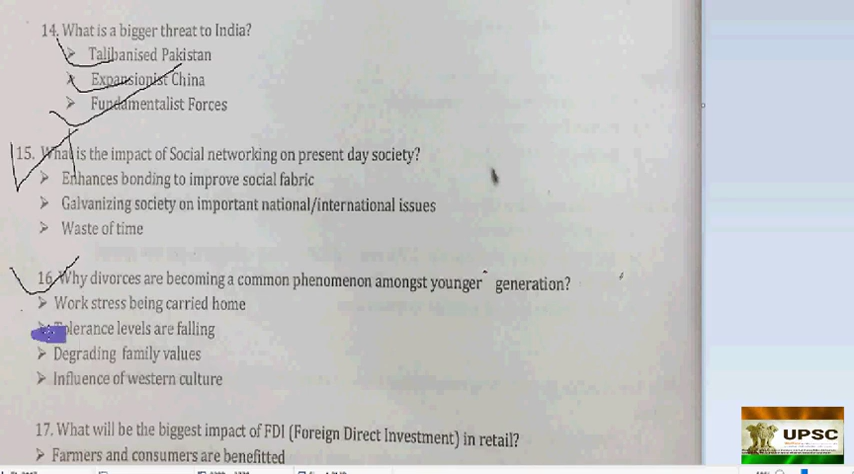 14. What is a bigger threat to India?
➢ Talibanised Pakistan
➢ Expansionist China
➢ Fundamentalist Forces
15. What is the impact of Social networking on present day society?
➢ Enhances bonding to improve social fabric
➢ Galvanizing society on important national/international issues
➢ Waste of time
16. Why divorces are becoming a common phenomenon amongst younger generation?
➢ Work stress being carried home
➢ Tolerance levels are falling
➢ Degrading family values
➢ Influence of western culture
17. What will be the biggest impact of FDI (Foreign Direct Investment) in retail?
➢ Farmers and consumers are benefitted
UPSC